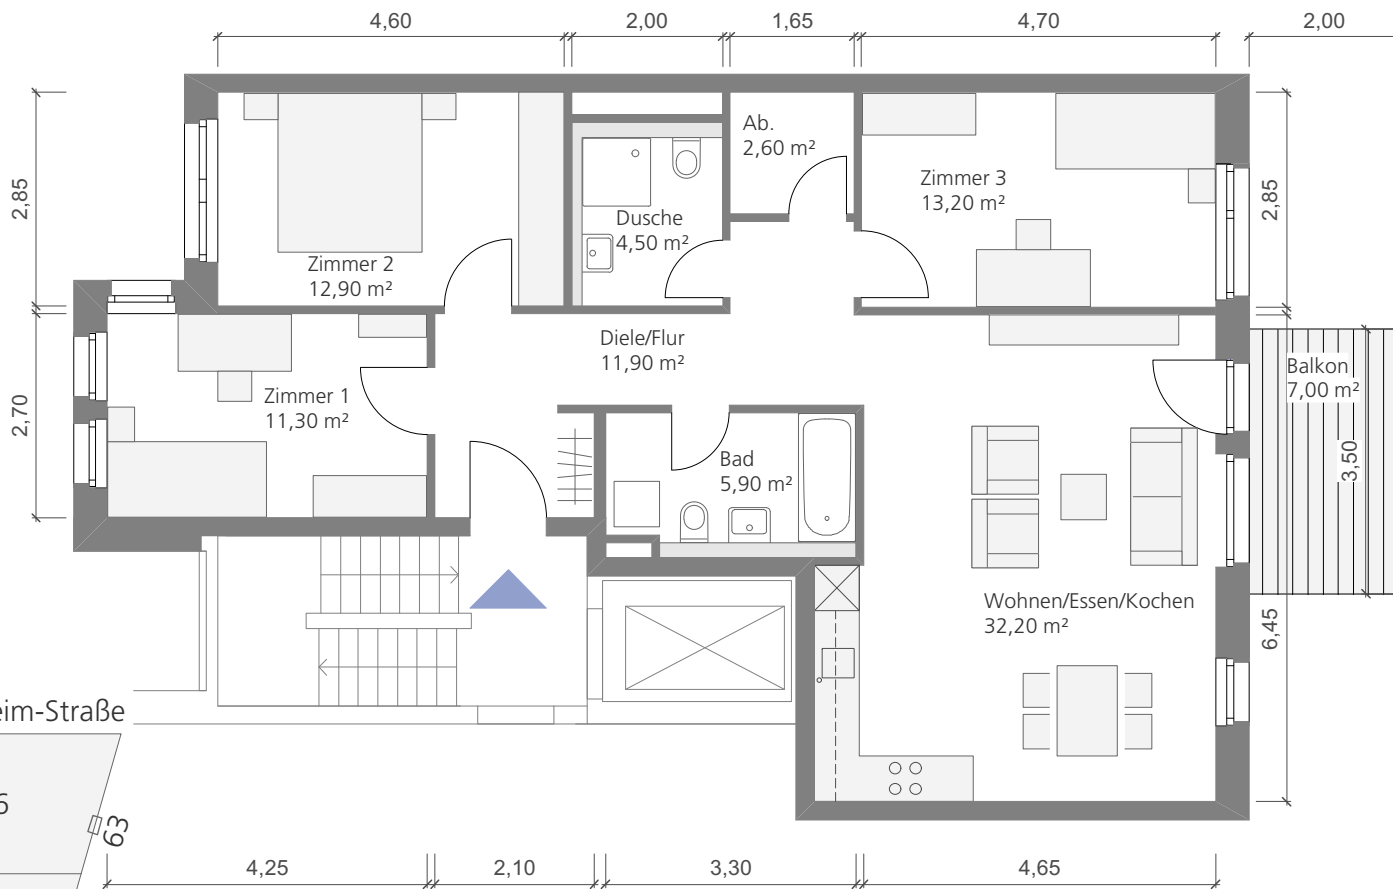 4,60
2,00
1,65
4,70
2,00
2,85
2,70
Zimmer 2
12,90 m²
Dusche
4,50 m²
Ab.
2,60 m²
Zimmer 3
13,20 m²
2,85
Diele/Flur
11,90 m²
Zimmer 1
11,30 m²
Bad
5,90 m²
Balkon
7,00 m²
3,50
Wohnen/Essen/Kochen
32,20 m²
6,45
eim-Straße
6
63
4,25
2,10
3,30
4,65